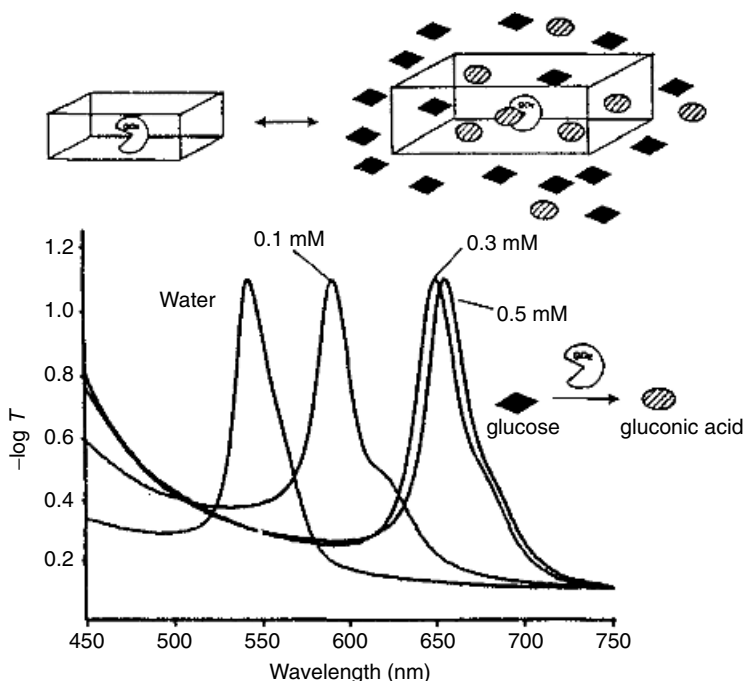 GOx
GOx
1.2
1.0
0.8
0.6
0.4
0.2
−log T
Water
0.1 mM
0.3 mM
0.5 mM
GOx
glucose
gluconic acid
450 500 550 600 650 700 750
Wavelength (nm)